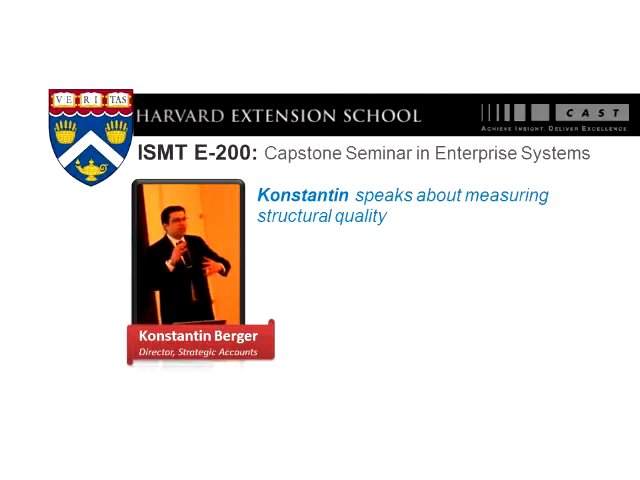 VE RI TAS
HARVARD EXTENSION SCHOOL
CAST
ACHIEVE INSIGHT. DELIVER EXCELLENCE.
ISMT E-200: Capstone Seminar in Enterprise Systems
Konstantin speaks about measuring
structural quality
Konstantin Berger
Director, Strategic Accounts